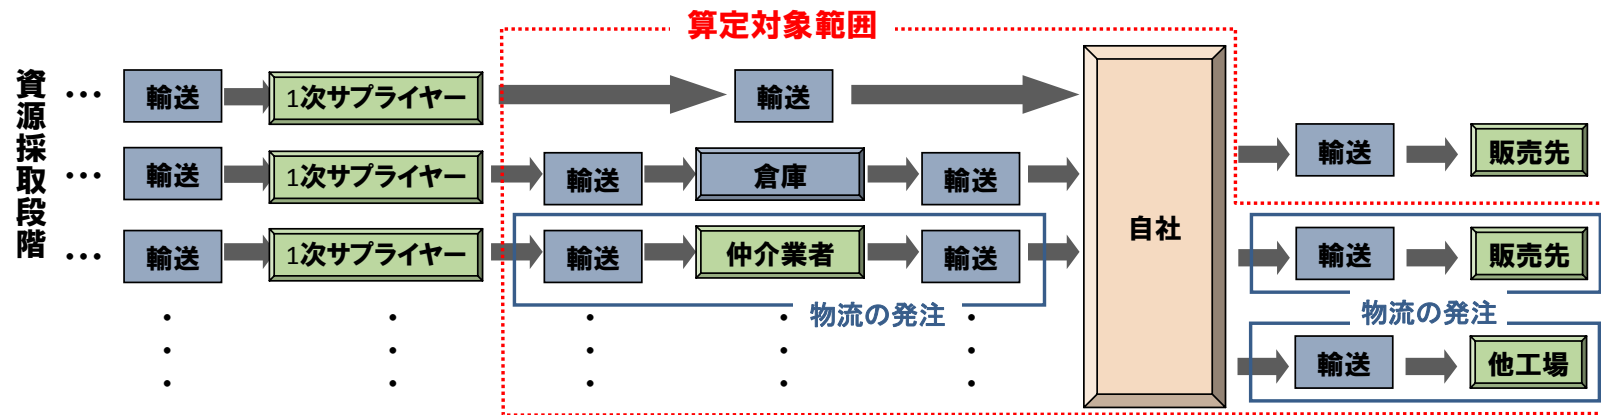 算定対象範囲
資源採取段階
… 輸送 1次サプライヤー 輸送
… 輸送 1次サプライヤー 輸送 倉庫 輸送
… 輸送 1次サプライヤー 輸送 仲介業者 輸送
物流の発注
自社
輸送 販売先
輸送 販売先
物流の発注
輸送 他工場